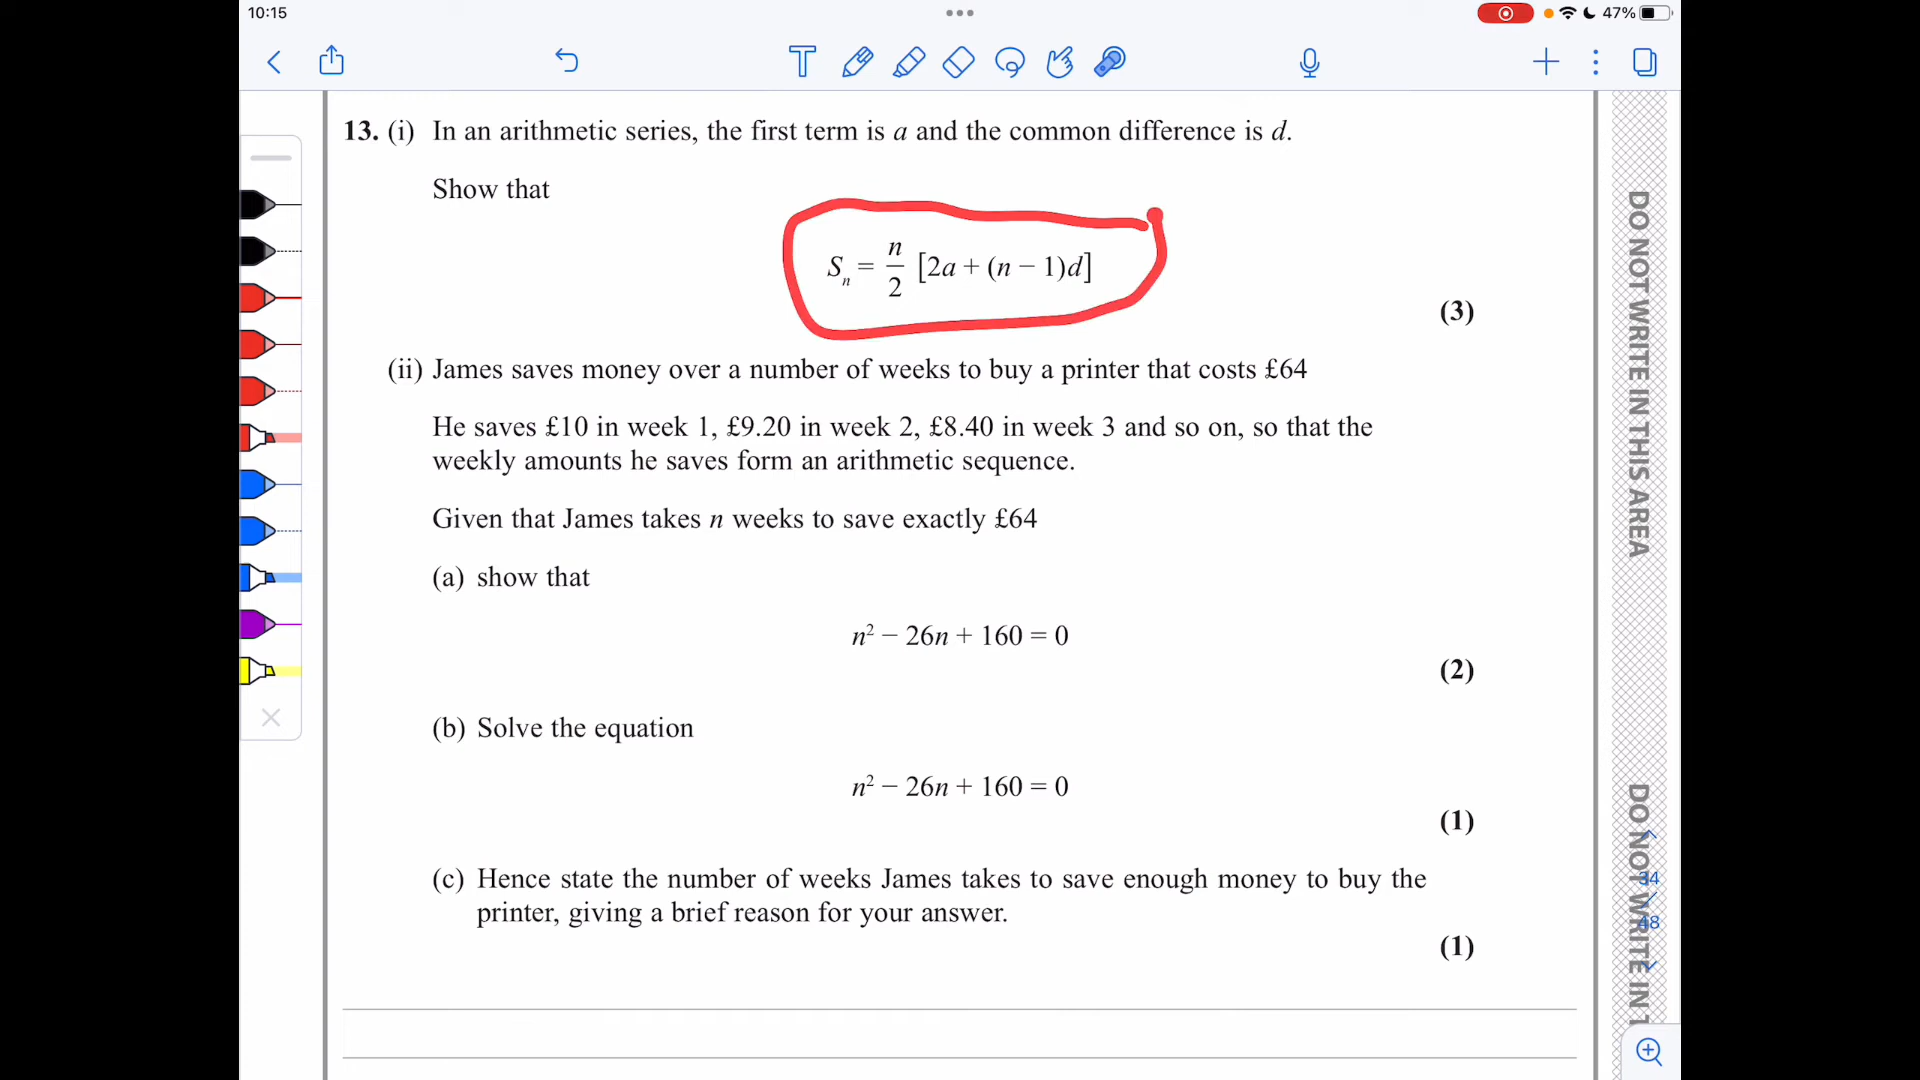 10:15
47%
T
13. (i) In an arithmetic series, the first term is a and the common difference is d.
Show that
Sₙ = n/2 [2a + (n − 1)d]
(3)
(ii) James saves money over a number of weeks to buy a printer that costs £64
He saves £10 in week 1, £9.20 in week 2, £8.40 in week 3 and so on, so that the
weekly amounts he saves form an arithmetic sequence.
Given that James takes n weeks to save exactly £64
(a) show that
n² − 26n + 160 = 0
(2)
(b) Solve the equation
n² − 26n + 160 = 0
(1)
(c) Hence state the number of weeks James takes to save enough money to buy the
printer, giving a brief reason for your answer.
(1)
DO NOT WRITE IN THIS AREA
DO NOT WRITE IN T
34
/
48